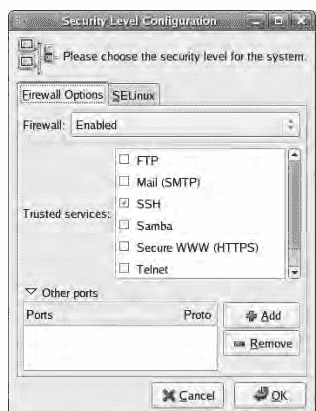 Security Level Configuration
Please choose the security level for the system.
Firewall Options SELinux
Firewall: Enabled
Trusted services:
FTP
Mail (SMTP)
SSH
Samba
Secure WWW (HTTPS)
Telnet
Other ports
Ports Proto
Add
Remove
Cancel OK